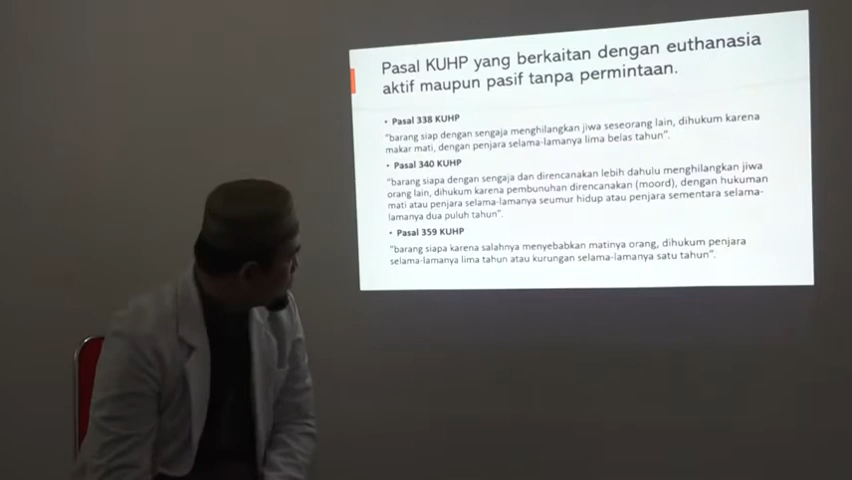 Pasal KUHP yang berkaitan dengan euthanasia
aktif maupun pasif tanpa permintaan.
• Pasal 338 KUHP
"barang siap dengan sengaja menghilangkan jiwa seseorang lain, dihukum karena
makar mati, dengan penjara selama-lamanya lima belas tahun".
• Pasal 340 KUHP
"barang siapa dengan sengaja dan direncanakan lebih dahulu menghilangkan jiwa
orang lain, dihukum karena pembunuhan direncanakan (moord), dengan hukuman
mati atau penjara selama-lamanya seumur hidup atau penjara sementara selama-
lamanya dua puluh tahun".
• Pasal 359 KUHP
"barang siapa karena salahnya menyebabkan matinya orang, dihukum penjara
selama-lamanya lima tahun atau kurungan selama-lamanya satu tahun".